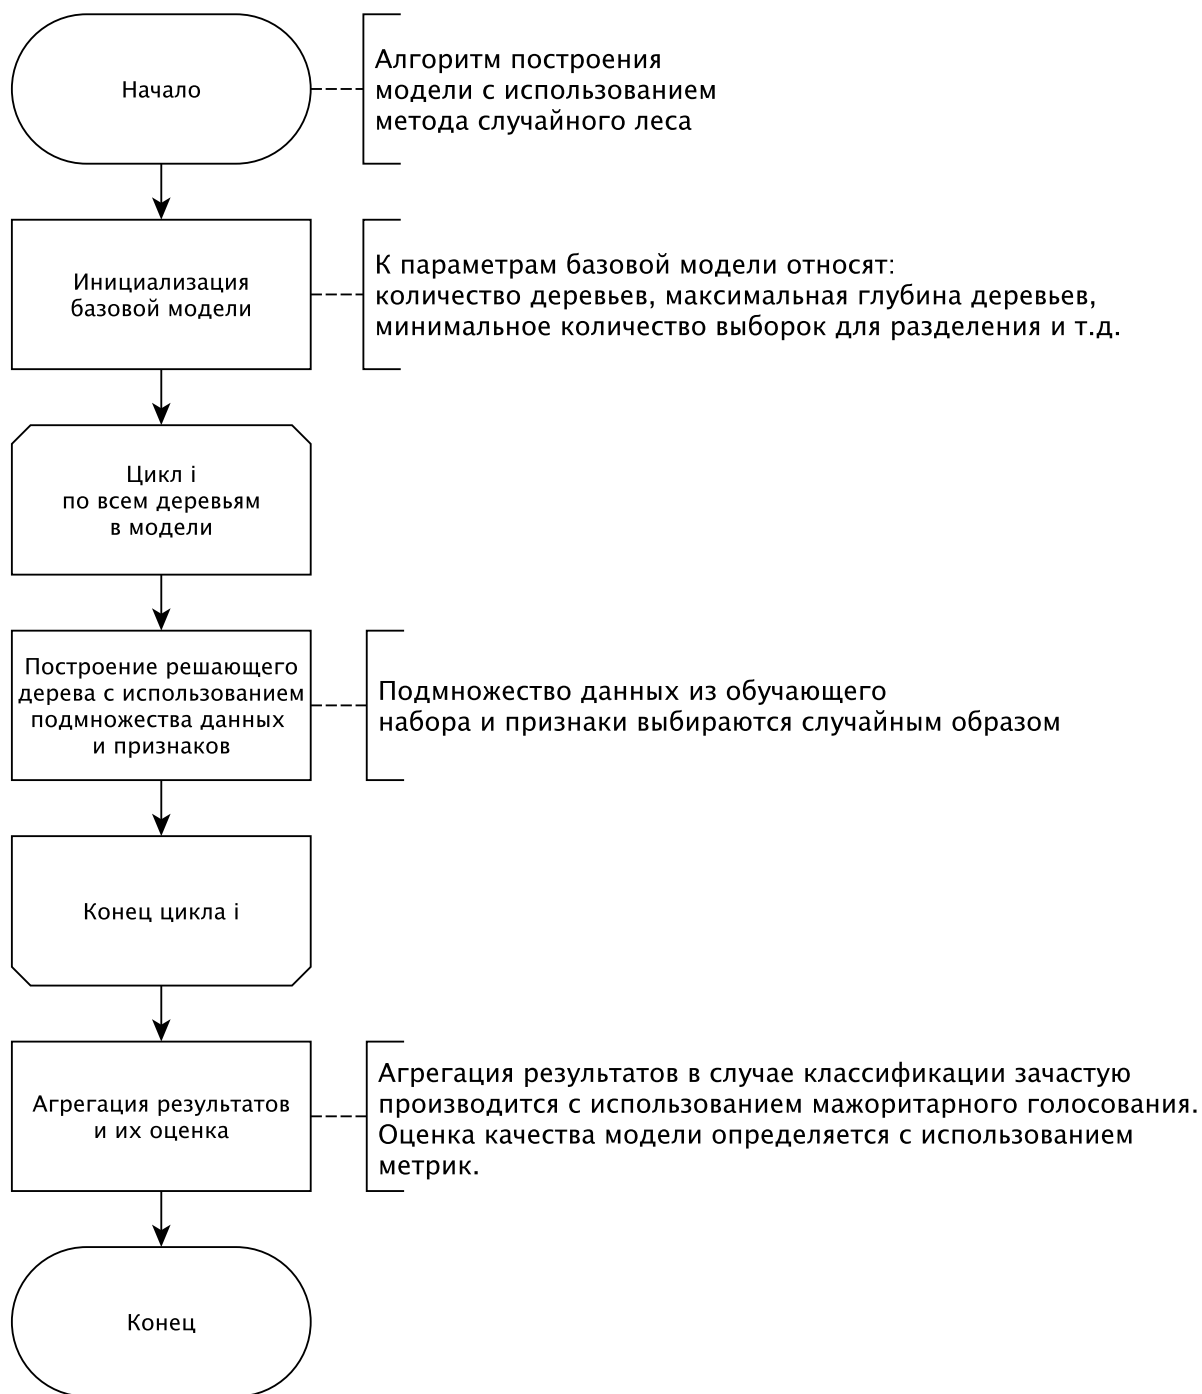 Начало
Алгоритм построения
модели с использованием
метода случайного леса
Инициализация
базовой модели
К параметрам базовой модели относят:
количество деревьев, максимальная глубина деревьев,
минимальное количество выборок для разделения и т.д.
Цикл i
по всем деревьям
в модели
Построение решающего
дерева с использованием
подмножества данных
и признаков
Подмножество данных из обучающего
набора и признаки выбираются случайным образом
Конец цикла i
Агрегация результатов
и их оценка
Агрегация результатов в случае классификации зачастую
производится с использованием мажоритарного голосования.
Оценка качества модели определяется с использованием
метрик.
Конец